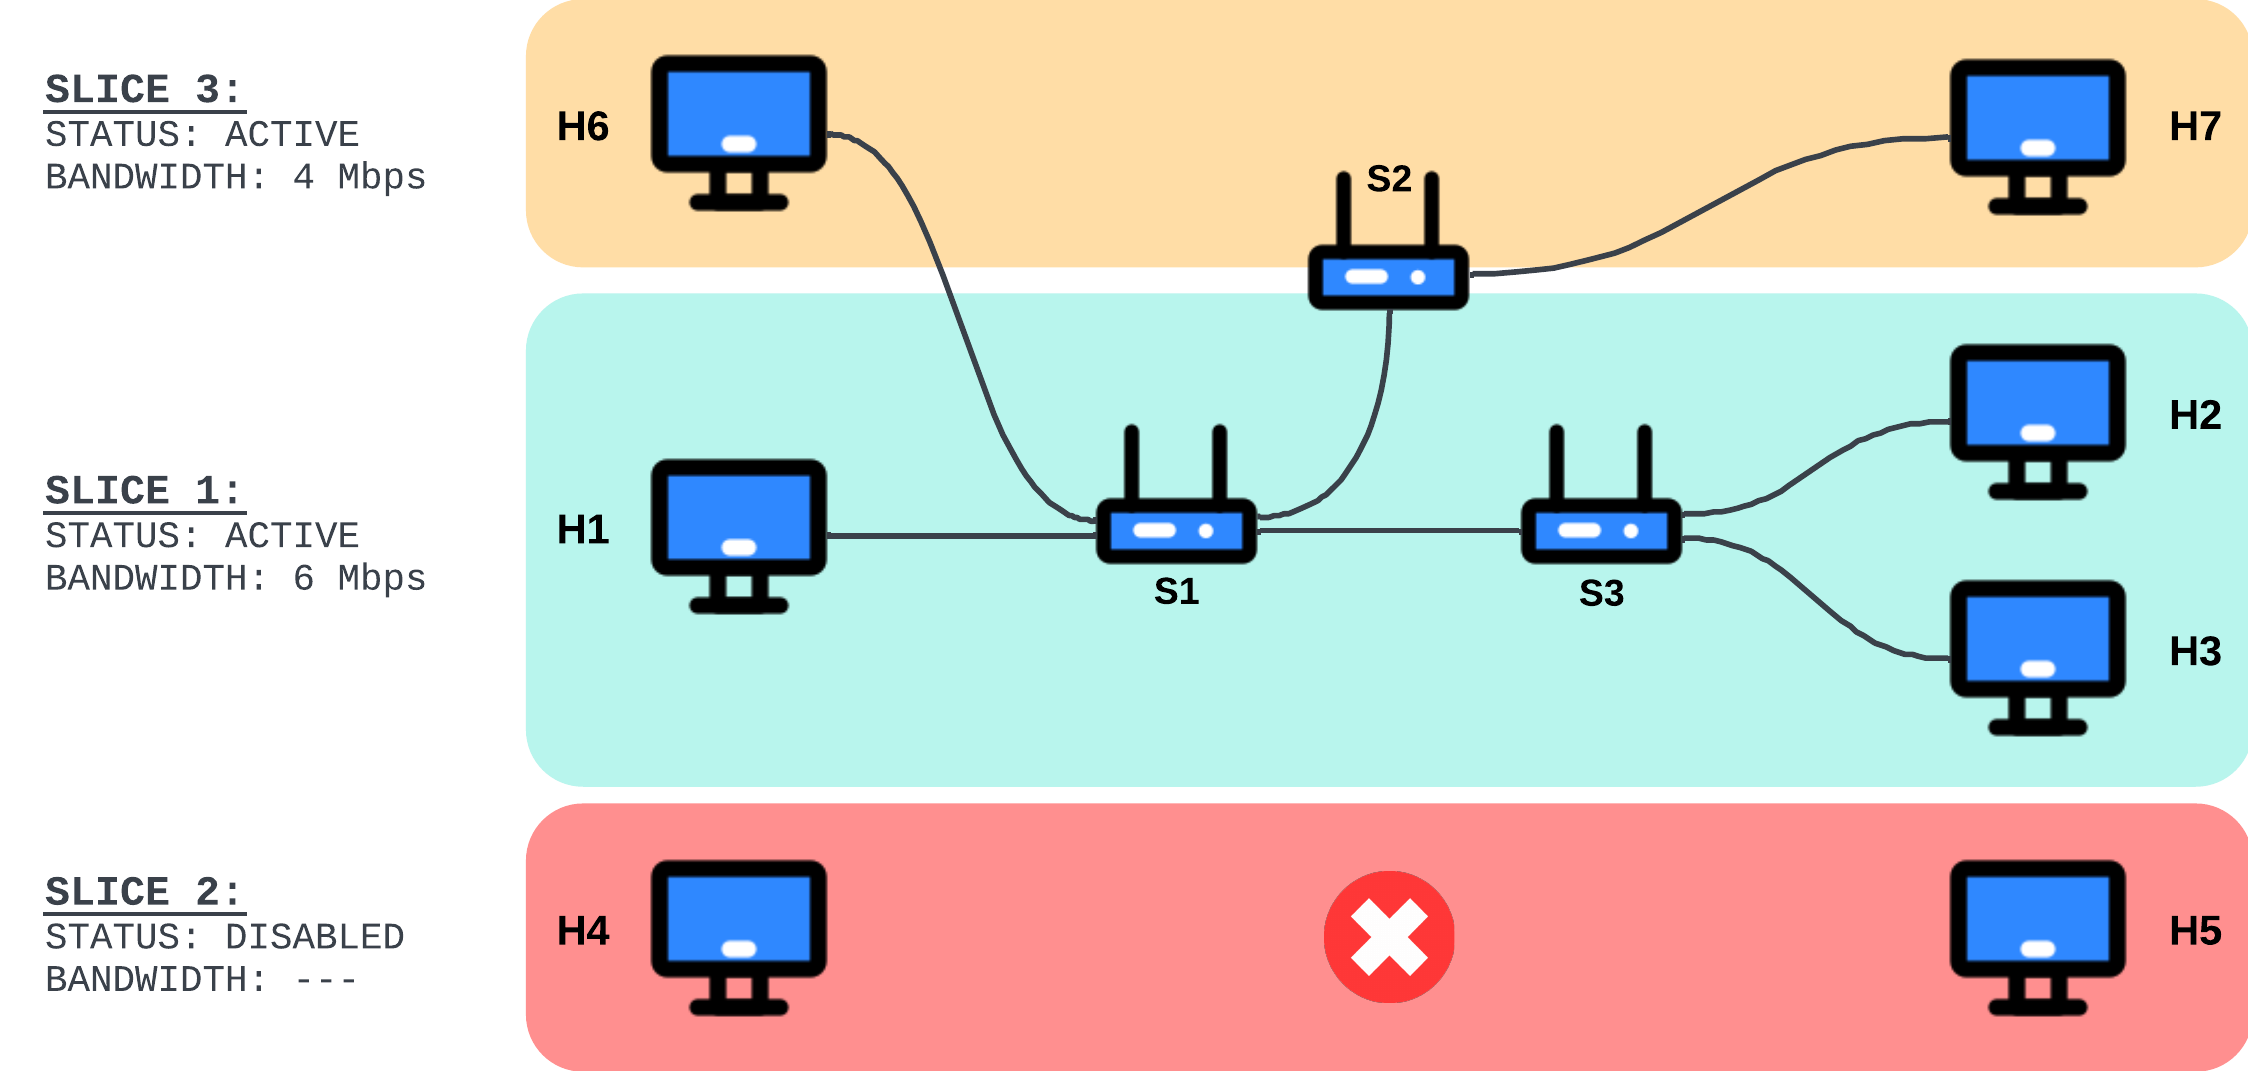 SLICE 3:
STATUS: ACTIVE
BANDWIDTH: 4 Mbps
H6
S2
H7
SLICE 1:
STATUS: ACTIVE
BANDWIDTH: 6 Mbps
H1
S1
S3
H2
H3
SLICE 2:
STATUS: DISABLED
BANDWIDTH: ---
H4
H5